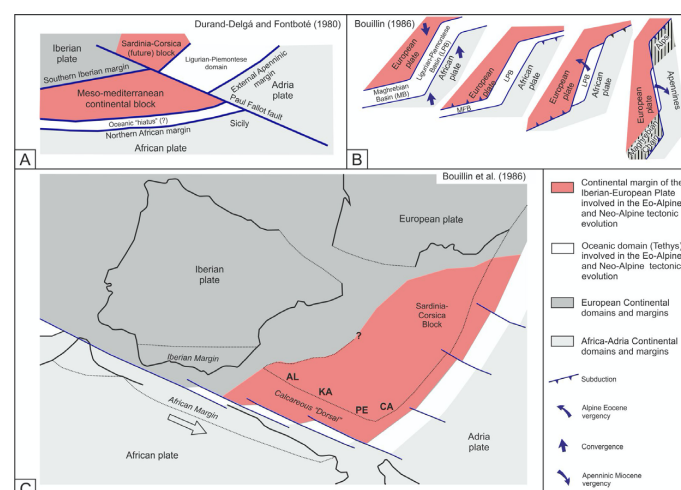 Durand-Delgá and Fontboté (1980)
Iberian
plate
Sardinia-Corsica
(future) block
Ligurian-Piemontese
domain
Southern Iberian margin
External Apenninic
margin
Adria
plate
Meso-mediterranean
continental block
Paul Fallot fault
Oceanic "hiatus" (?)
Northern African margin
Sicily
African plate
A
Bouillin (1986)
European plate
Ligurian-Piemontese
Basin (LPB)
African plate
Maghrebian
Basin (MB)
European
plate
LPB
African
plate
MFB
European
plate
LPB
African
plate
Alps
European
plate
Apennines
Maghrebian
Chain
B
Bouillin et al. (1986)
European plate
Iberian
plate
Sardinia-
Corsica
Block
?
Iberian Margin
AL
KA
PE
CA
Calcareous "Dorsal"
African Margin
African plate
Adria
plate
C
Continental margin of the
Iberian-European Plate
involved in the Eo-Alpine
and Neo-Alpine tectonic
evolution
Oceanic domain (Tethys)
involved in the Eo-Alpine
and Neo-Alpine tectonic
evolution
European Continental
domains and margins
Africa-Adria Continental
domains and margins
Subduction
Alpine Eocene
vergency
Convergence
Apenninic Miocene
vergency